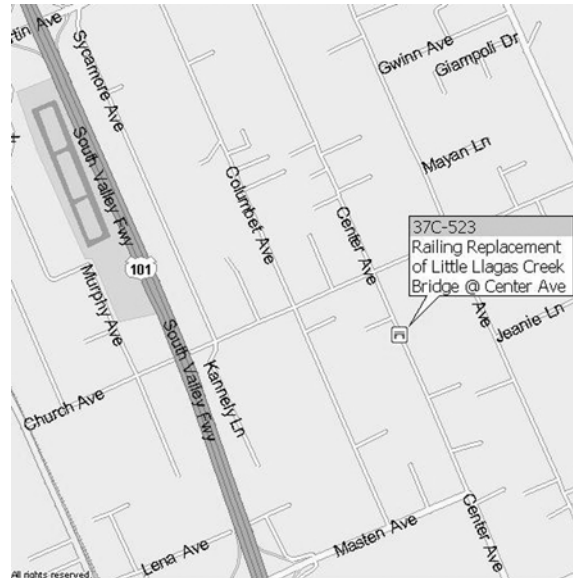 rtin Ave
Sycamore Ave
South Valley Fwy
Gwinn Ave
Giampoli Dr
Mayan Ln
Columbet Ave
Center Ave
37C-523
Railing Replacement
of Little Llagas Creek
Bridge @ Center Ave
Ave
Jeanie Ln
101
Murphy Ave
South Valley Fwy
Kannely Ln
Church Ave
Masten Ave
Center Ave
Lena Ave
All rights reserved